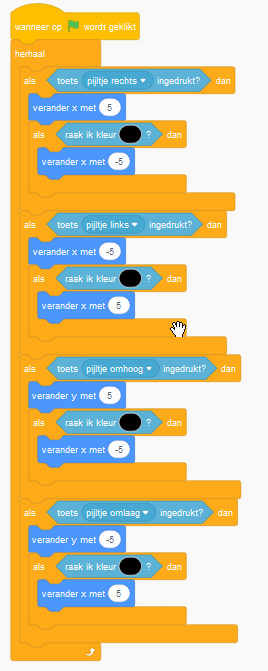 wanneer op wordt geklikt
herhaal
als toets pijltje rechts ingedrukt? dan
verander x met 5
als raak ik kleur ? dan
verander x met -5
als toets pijltje links ingedrukt? dan
verander x met -5
als raak ik kleur ? dan
verander x met 5
als toets pijltje omhoog ingedrukt? dan
verander y met 5
als raak ik kleur ? dan
verander x met -5
als toets pijltje omlaag ingedrukt? dan
verander y met -5
als raak ik kleur ? dan
verander x met 5